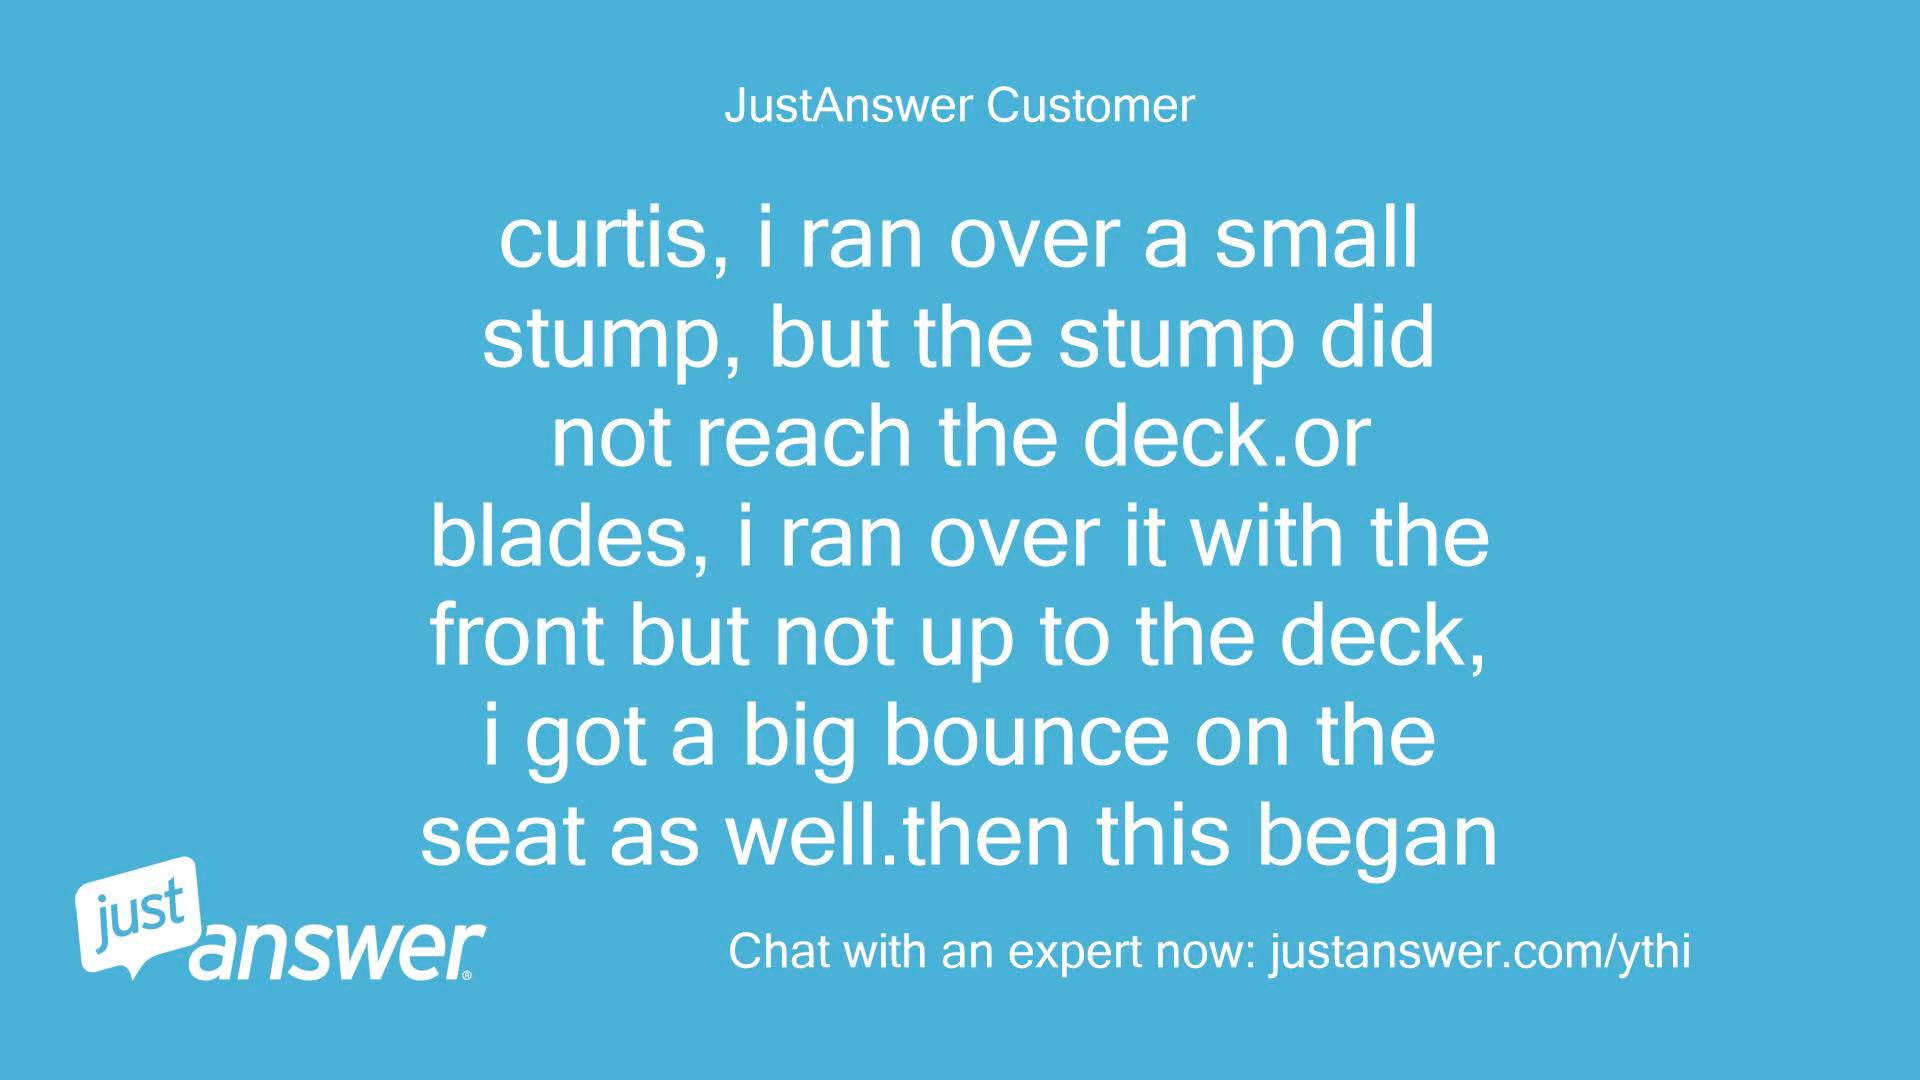 JustAnswer Customer
curtis, i ran over a small
stump, but the stump did
not reach the deck.or
blades, i ran over it with the
front but not up to the deck,
i got a big bounce on the
seat as well.then this began
just
answer®
Chat with an expert now: justanswer.com/ythi